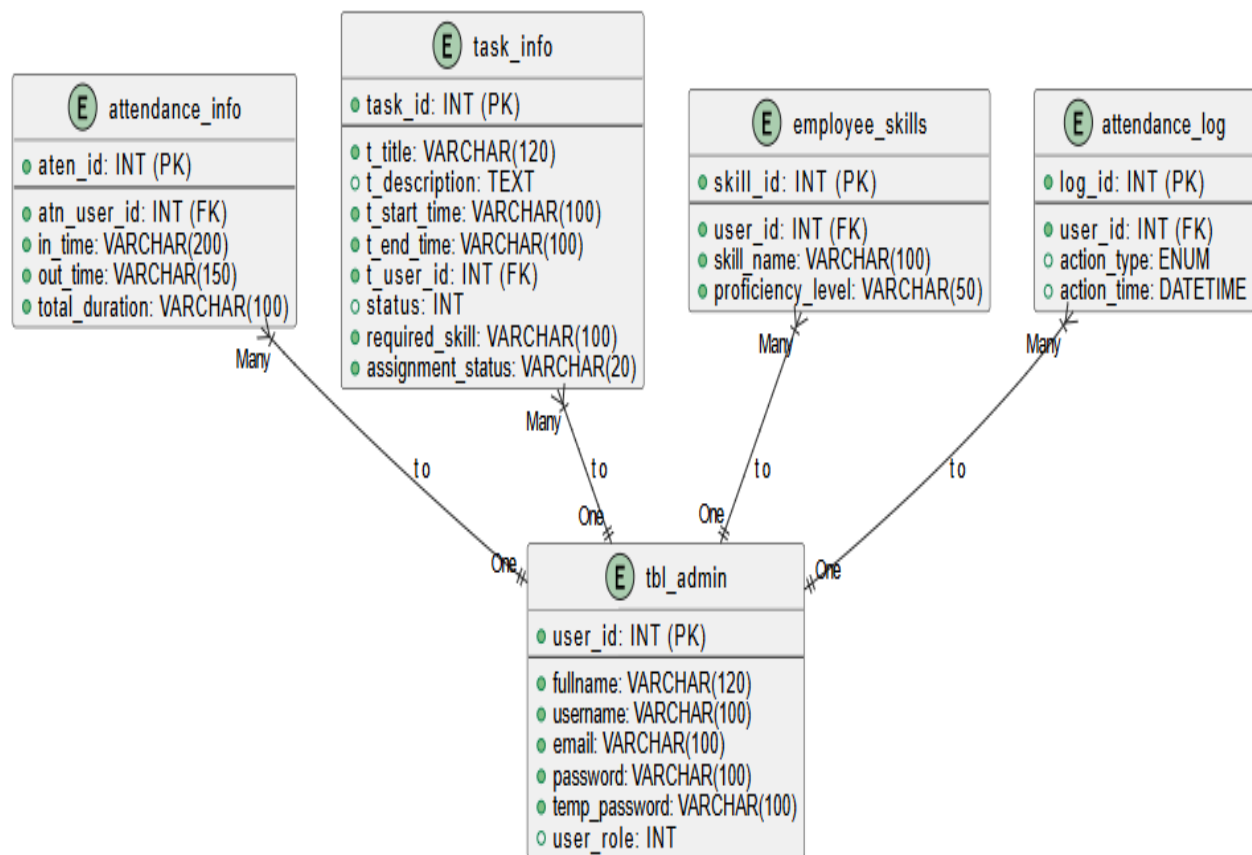 E attendance_info
aten_id: INT (PK)
atn_user_id: INT (FK)
in_time: VARCHAR(200)
out_time: VARCHAR(150)
total_duration: VARCHAR(100)
E task_info
task_id: INT (PK)
t_title: VARCHAR(120)
t_description: TEXT
t_start_time: VARCHAR(100)
t_end_time: VARCHAR(100)
t_user_id: INT (FK)
status: INT
required_skill: VARCHAR(100)
assignment_status: VARCHAR(20)
E employee_skills
skill_id: INT (PK)
user_id: INT (FK)
skill_name: VARCHAR(100)
proficiency_level: VARCHAR(50)
E attendance_log
log_id: INT (PK)
user_id: INT (FK)
action_type: ENUM
action_time: DATETIME
Many
Many
Many
Many
to
to
to
to
One
One
One
One
E tbl_admin
user_id: INT (PK)
fullname: VARCHAR(120)
username: VARCHAR(100)
email: VARCHAR(100)
password: VARCHAR(100)
temp_password: VARCHAR(100)
user_role: INT